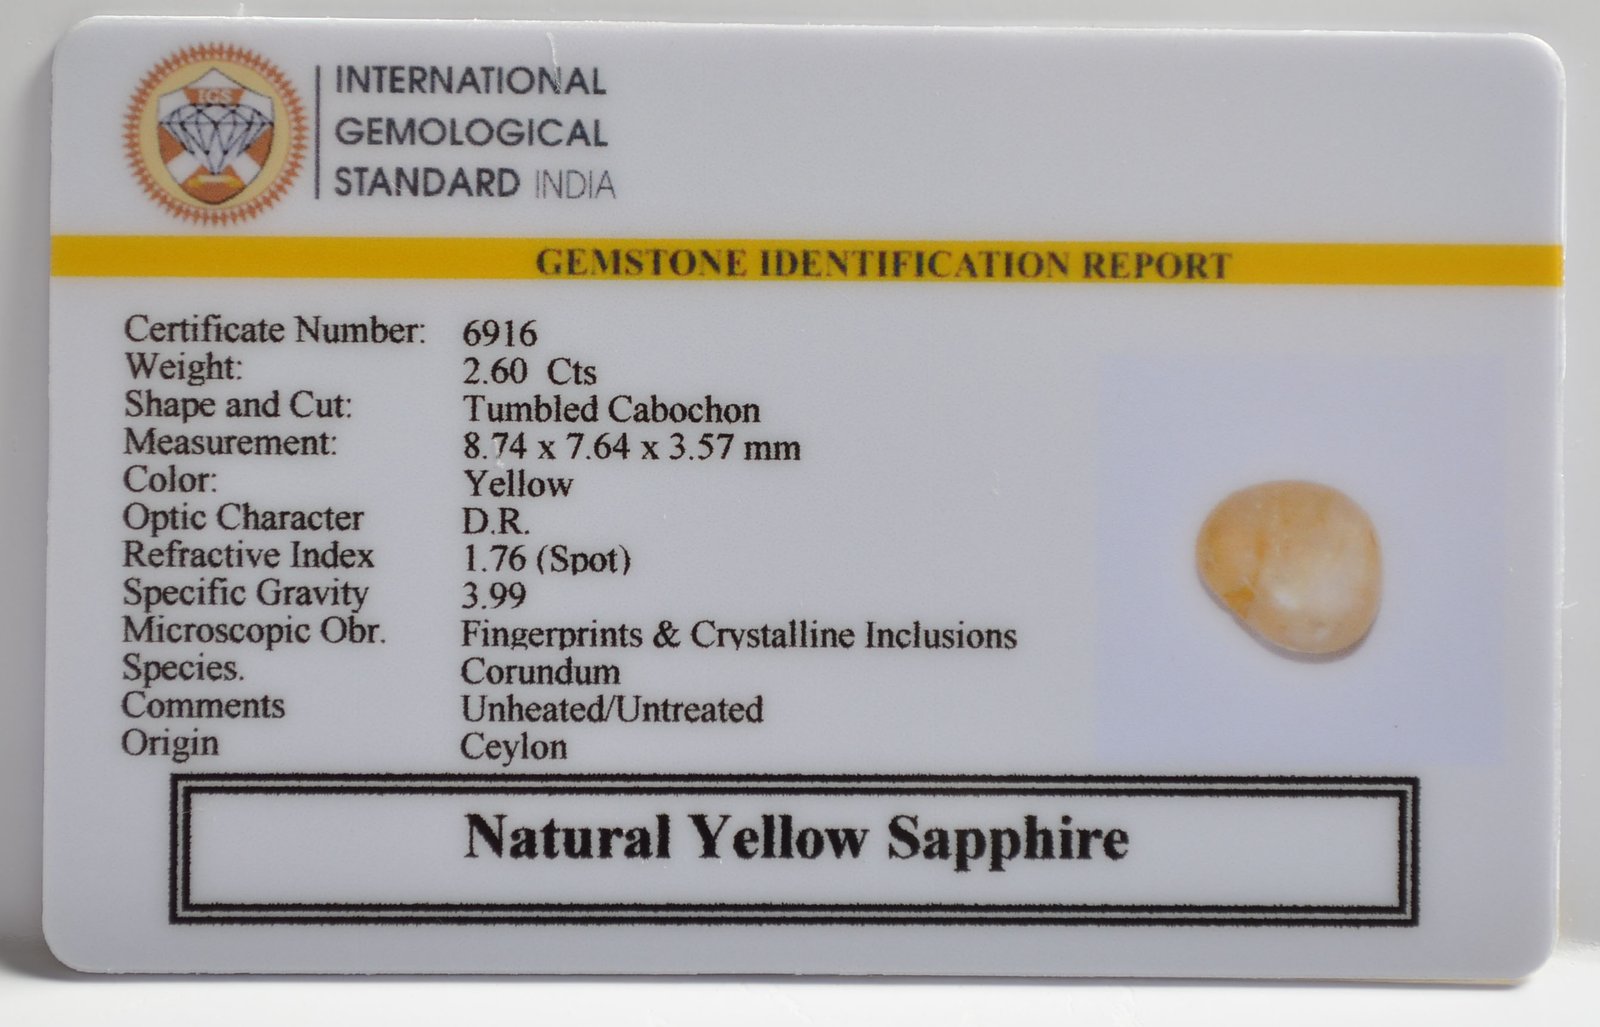 IGS
INTERNATIONAL
GEMOLOGICAL
STANDARD INDIA
GEMSTONE IDENTIFICATION REPORT
Certificate Number: 6916
Weight: 2.60 Cts
Shape and Cut: Tumbled Cabochon
Measurement: 8.74 x 7.64 x 3.57 mm
Color: Yellow
Optic Character D.R.
Refractive Index 1.76 (Spot)
Specific Gravity 3.99
Microscopic Obr. Fingerprints & Crystalline Inclusions
Species. Corundum
Comments Unheated/Untreated
Origin Ceylon
Natural Yellow Sapphire